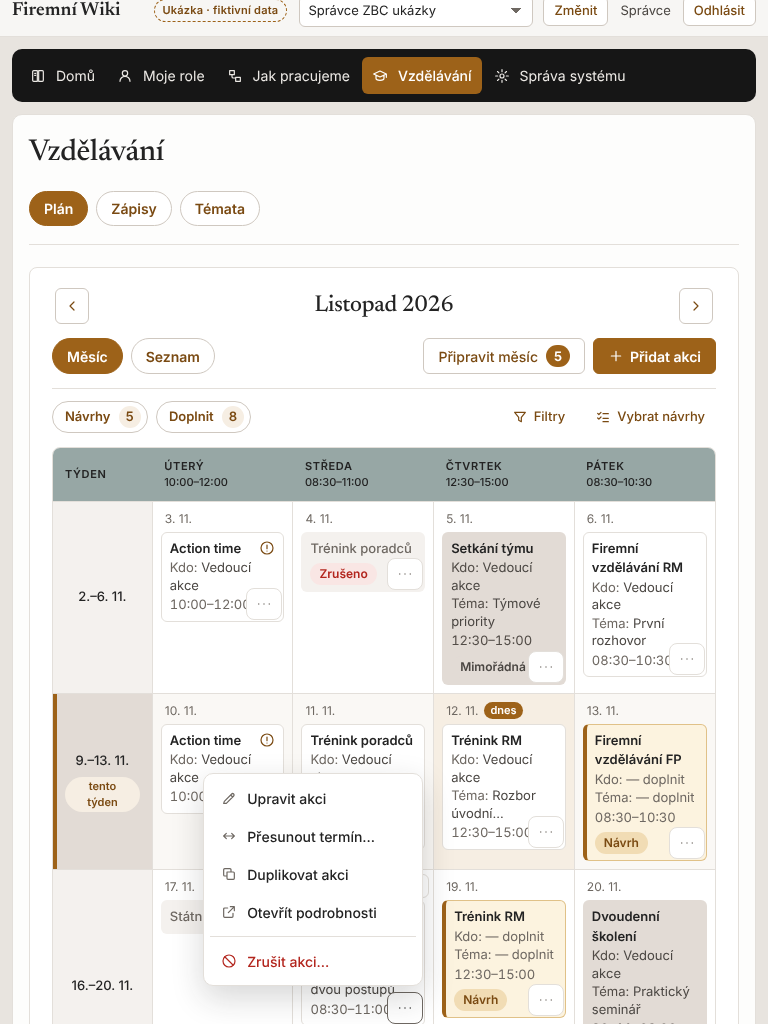 Firemní Wiki
Ukázka · fiktivní data
Správce ZBC ukázky
Změnit
Správce
Odhlásit
Domů
Moje role
Jak pracujeme
Vzdělávání
Správa systému
Vzdělávání
Plán
Zápisy
Témata
Listopad 2026
Měsíc
Seznam
Připravit měsíc 5
Přidat akci
Návrhy 5
Doplnit 8
Filtry
Vybrat návrhy
TÝDEN
ÚTERÝ
10:00–12:00
STŘEDA
08:30–11:00
ČTVRTEK
12:30–15:00
PÁTEK
08:30–10:30
2.–6. 11.
3. 11.
Action time
Kdo: Vedoucí
akce
10:00–12:00
4. 11.
Trénink poradců
Zrušeno
5. 11.
Setkání týmu
Kdo: Vedoucí
akce
Téma: Týmové
priority
12:30–15:00
Mimořádná
6. 11.
Firemní
vzdělávání RM
Kdo: Vedoucí
akce
Téma: První
rozhovor
08:30–10:30
9.–13. 11.
tento
týden
10. 11.
Action time
Kdo: Vedoucí
akce
10:00
11. 11.
Trénink poradců
Kdo: Vedoucí
12. 11.
dnes
Trénink RM
Kdo: Vedoucí
akce
Téma: Rozbor
úvodní…
12:30–15:00
13. 11.
Firemní
vzdělávání FP
Kdo: — doplnit
Téma: — doplnit
08:30–10:30
Návrh
Upravit akci
Přesunout termín…
Duplikovat akci
Otevřít podrobnosti
Zrušit akci…
16.–20. 11.
17. 11.
Státn
dvou postupů
08:30–11:00
19. 11.
Trénink RM
Kdo: — doplnit
Téma: — doplnit
12:30–15:00
Návrh
20. 11.
Dvoudenní
školení
Kdo: Vedoucí
akce
Téma: Praktický
seminář